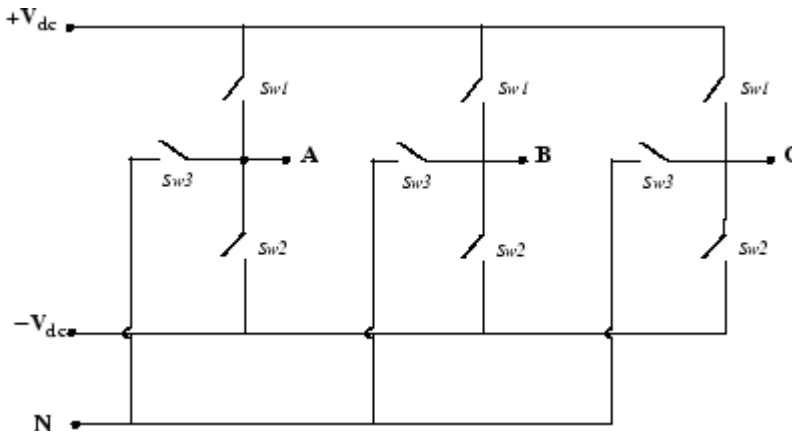 +Vdc
Sw1 Sw1 Sw1
A B C
Sw3 Sw3 Sw3
Sw2 Sw2 Sw2
−Vdc
N